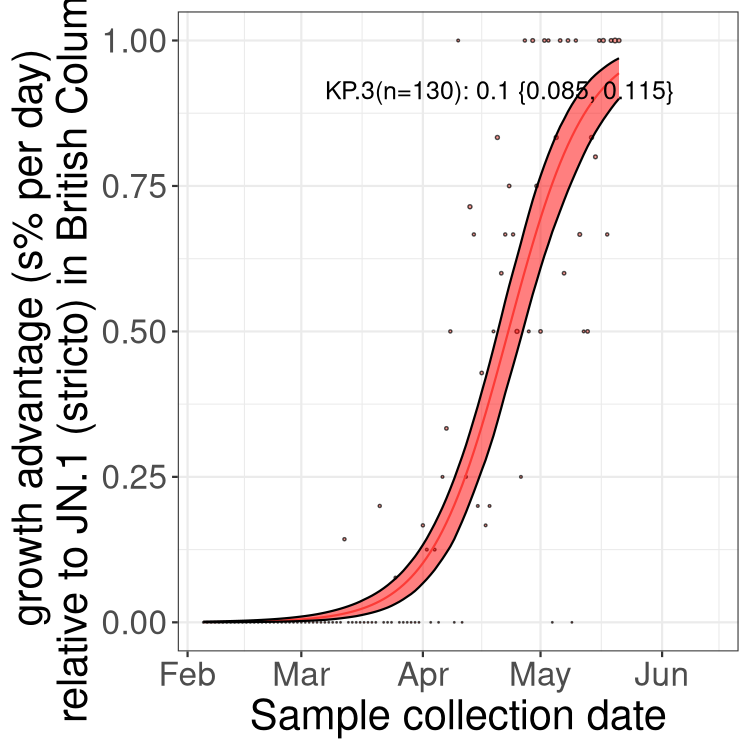 growth advantage (s% per day)
relative to JN.1 (stricto) in British Colum
1.00
0.75
0.50
0.25
0.00
KP.3(n=130): 0.1 {0.085, 0.115}
Feb Mar Apr May Jun
Sample collection date